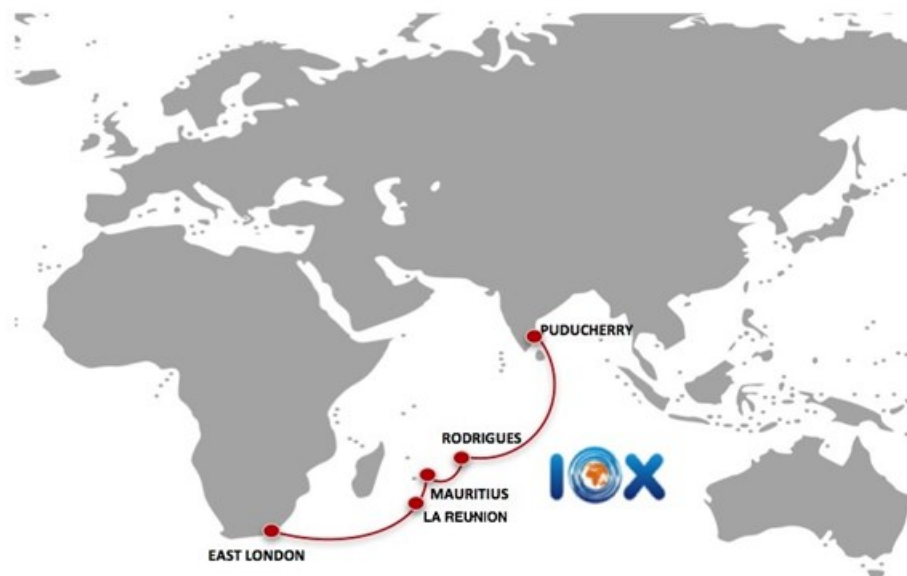 PUDUCHERRY
RODRIGUES
IOX
MAURITIUS
LA REUNION
EAST LONDON